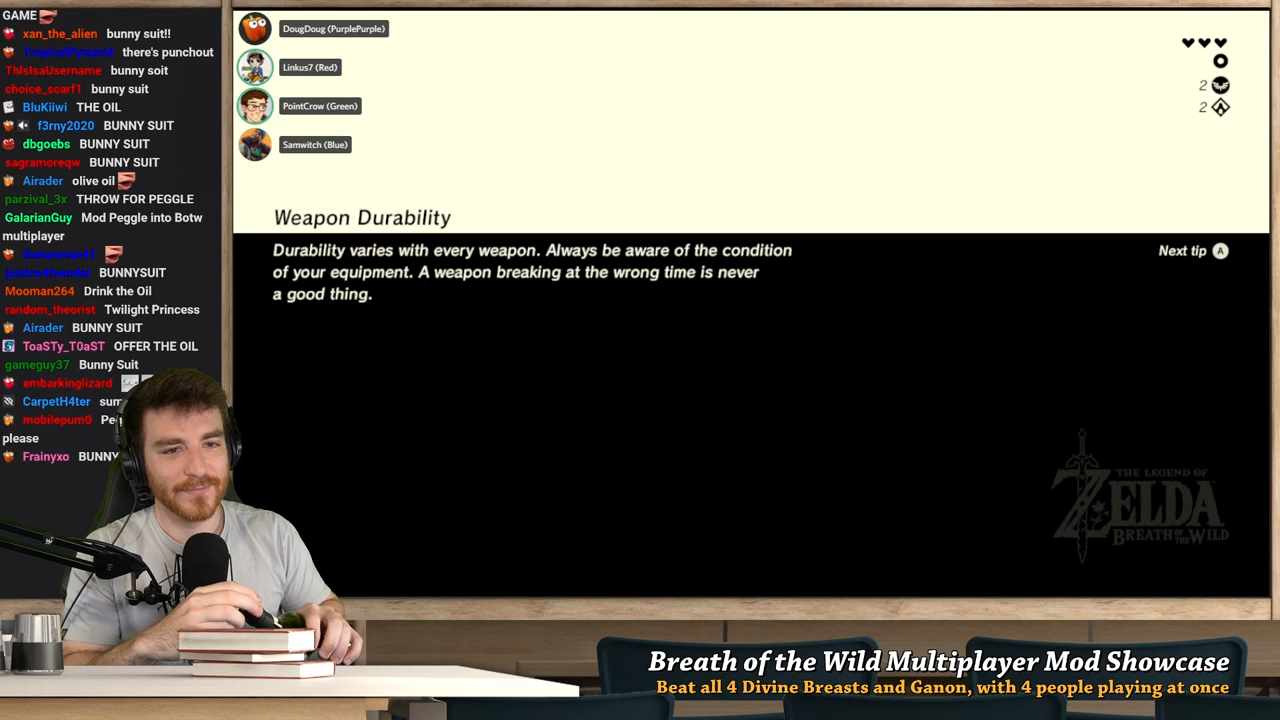 GAME
xan_the_alien bunny suit!!
TropicalPyramid there's punchout
ThisIsaUsername bunny soit
choice_scarf1 bunny suit
BluKiiwi THE OIL
f3rny2020 BUNNY SUIT
dbgoebs BUNNY SUIT
sagramoreqw BUNNY SUIT
Airader olive oil
parzival_3x THROW FOR PEGGLE
GalarianGuy Mod Peggle into Botw
multiplayer
BUNNYSUIT
Mooman264 Drink the Oil
random_theorist Twilight Princess
Airader BUNNY SUIT
ToaSTy_T0aST OFFER THE OIL
gameguy37 Bunny Suit
embarkinglizard
CarpetH4ter
mobilepum0
please
Frainyxo BUNNY
DougDoug (PurplePurple)
Linkus7 (Red)
PointCrow (Green)
Samwitch (Blue)
2
2
Weapon Durability
Durability varies with every weapon. Always be aware of the condition
of your equipment. A weapon breaking at the wrong time is never
a good thing.
Next tip A
THE LEGEND OF
ZELDA
BREATH OF THE WILD
Breath of the Wild Multiplayer Mod Showcase
Beat all 4 Divine Breasts and Ganon, with 4 people playing at once